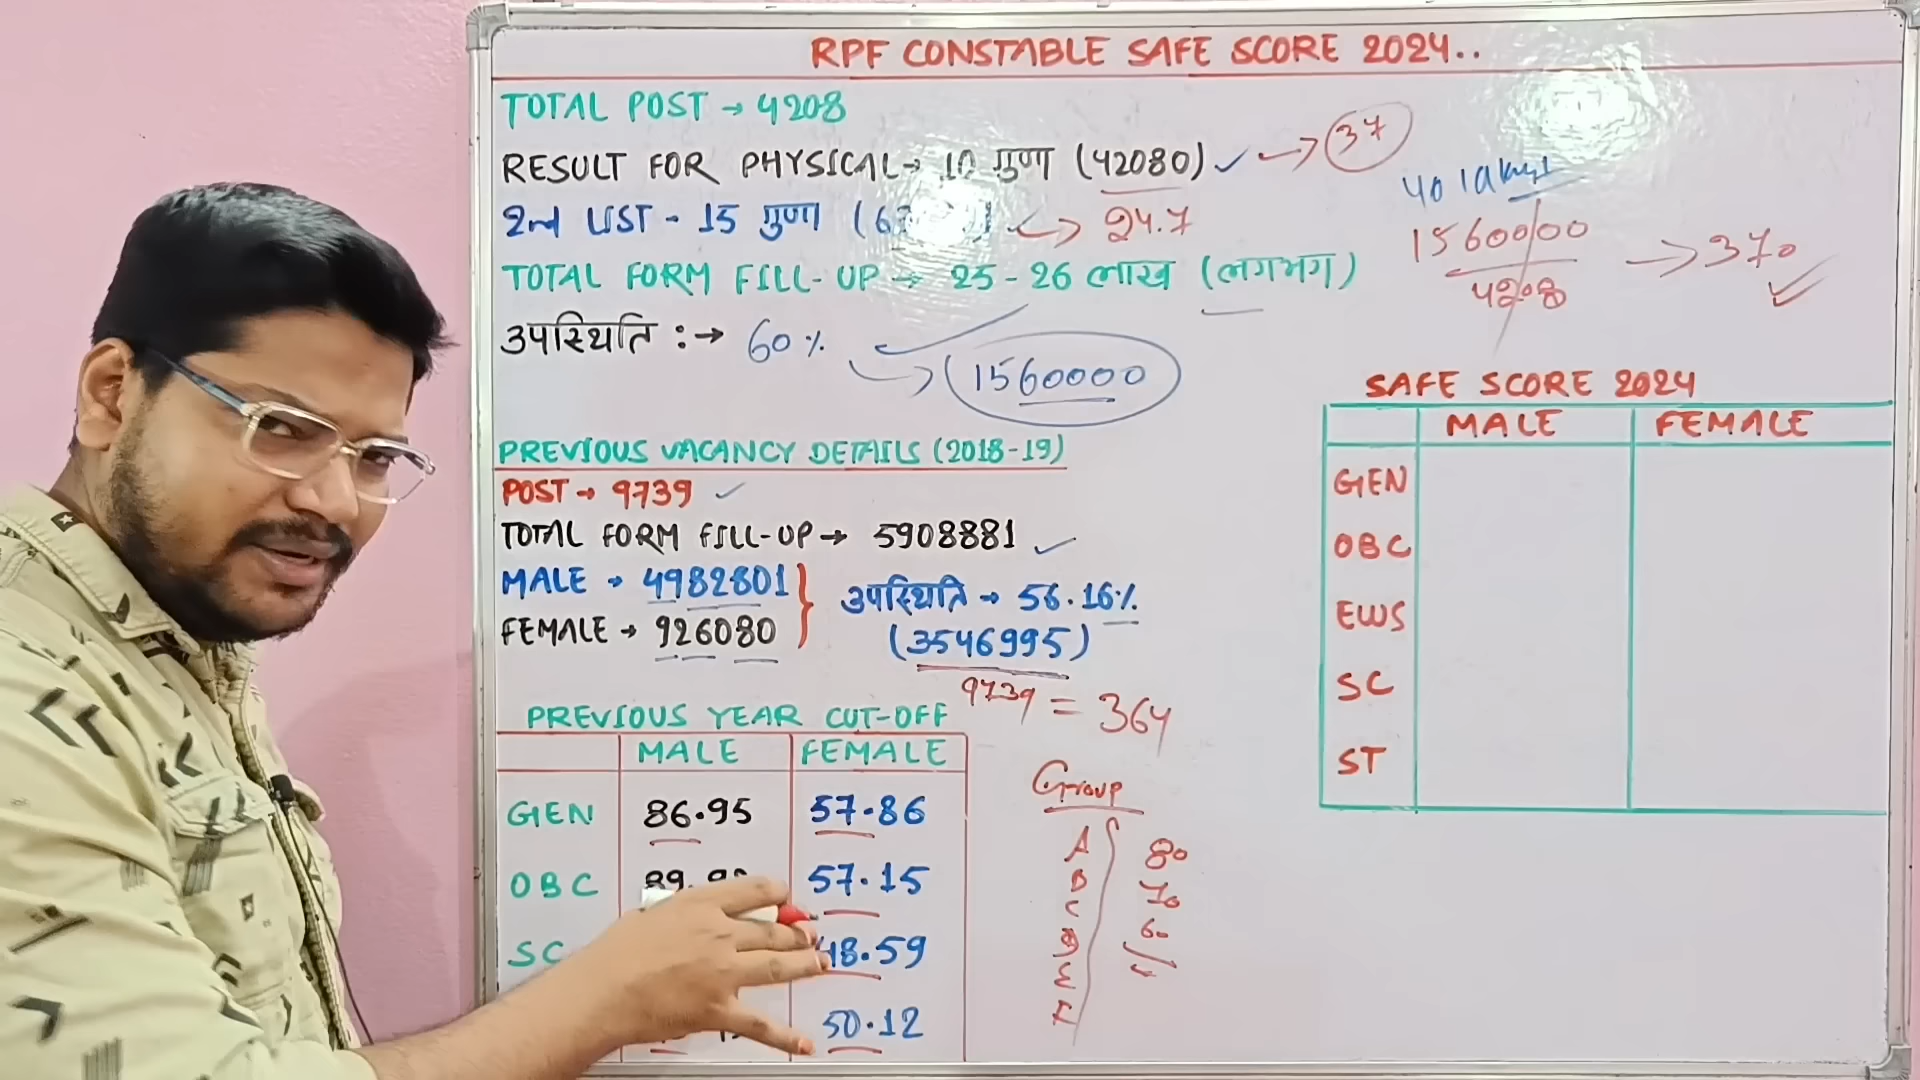 RPF CONSTABLE SAFE SCORE 2024..
TOTAL POST → 4208
RESULT FOR PHYSICAL → 10 गुणा (42080) ✓ → 37
2nd LIST - 15 गुणा (6 → 24.7
TOTAL FORM FILL-UP → 25-26 लाख (लगभग)
उपस्थिति :→ 60%
1560000
40 lakh
1560000
4208
→ 370 ✓
PREVIOUS VACANCY DETAILS (2018-19)
POST → 9739 ✓
TOTAL FORM FILL-UP → 5908881 ✓
MALE → 4982801
FEMALE → 926080
उपस्थिति → 56.16%
(3546995)
9739 = 364
PREVIOUS YEAR CUT-OFF
MALE FEMALE
GEN 86.95 57.86
OBC 57.15
SC 48.59
50.12
Group
A 80
B 70
C 60
D
E
F
SAFE SCORE 2024
MALE FEMALE
GEN
OBC
EWS
SC
ST